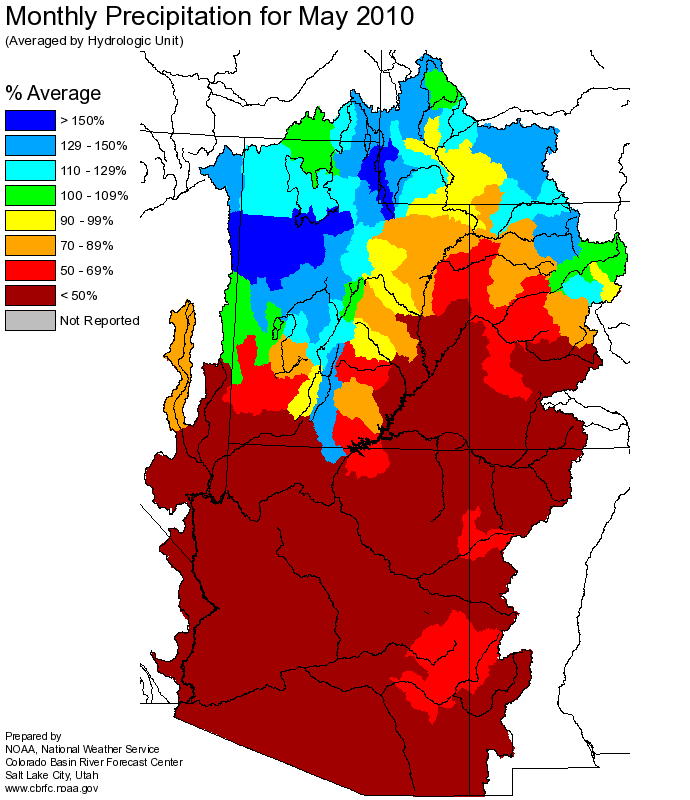 Monthly Precipitation for May 2010
(Averaged by Hydrologic Unit)
% Average
> 150%
129 - 150%
110 - 129%
100 - 109%
90 - 99%
70 - 89%
50 - 69%
< 50%
Not Reported
Prepared by
NOAA, National Weather Service
Colorado Basin River Forecast Center
Salt Lake City, Utah
www.cbrfc.noaa.gov